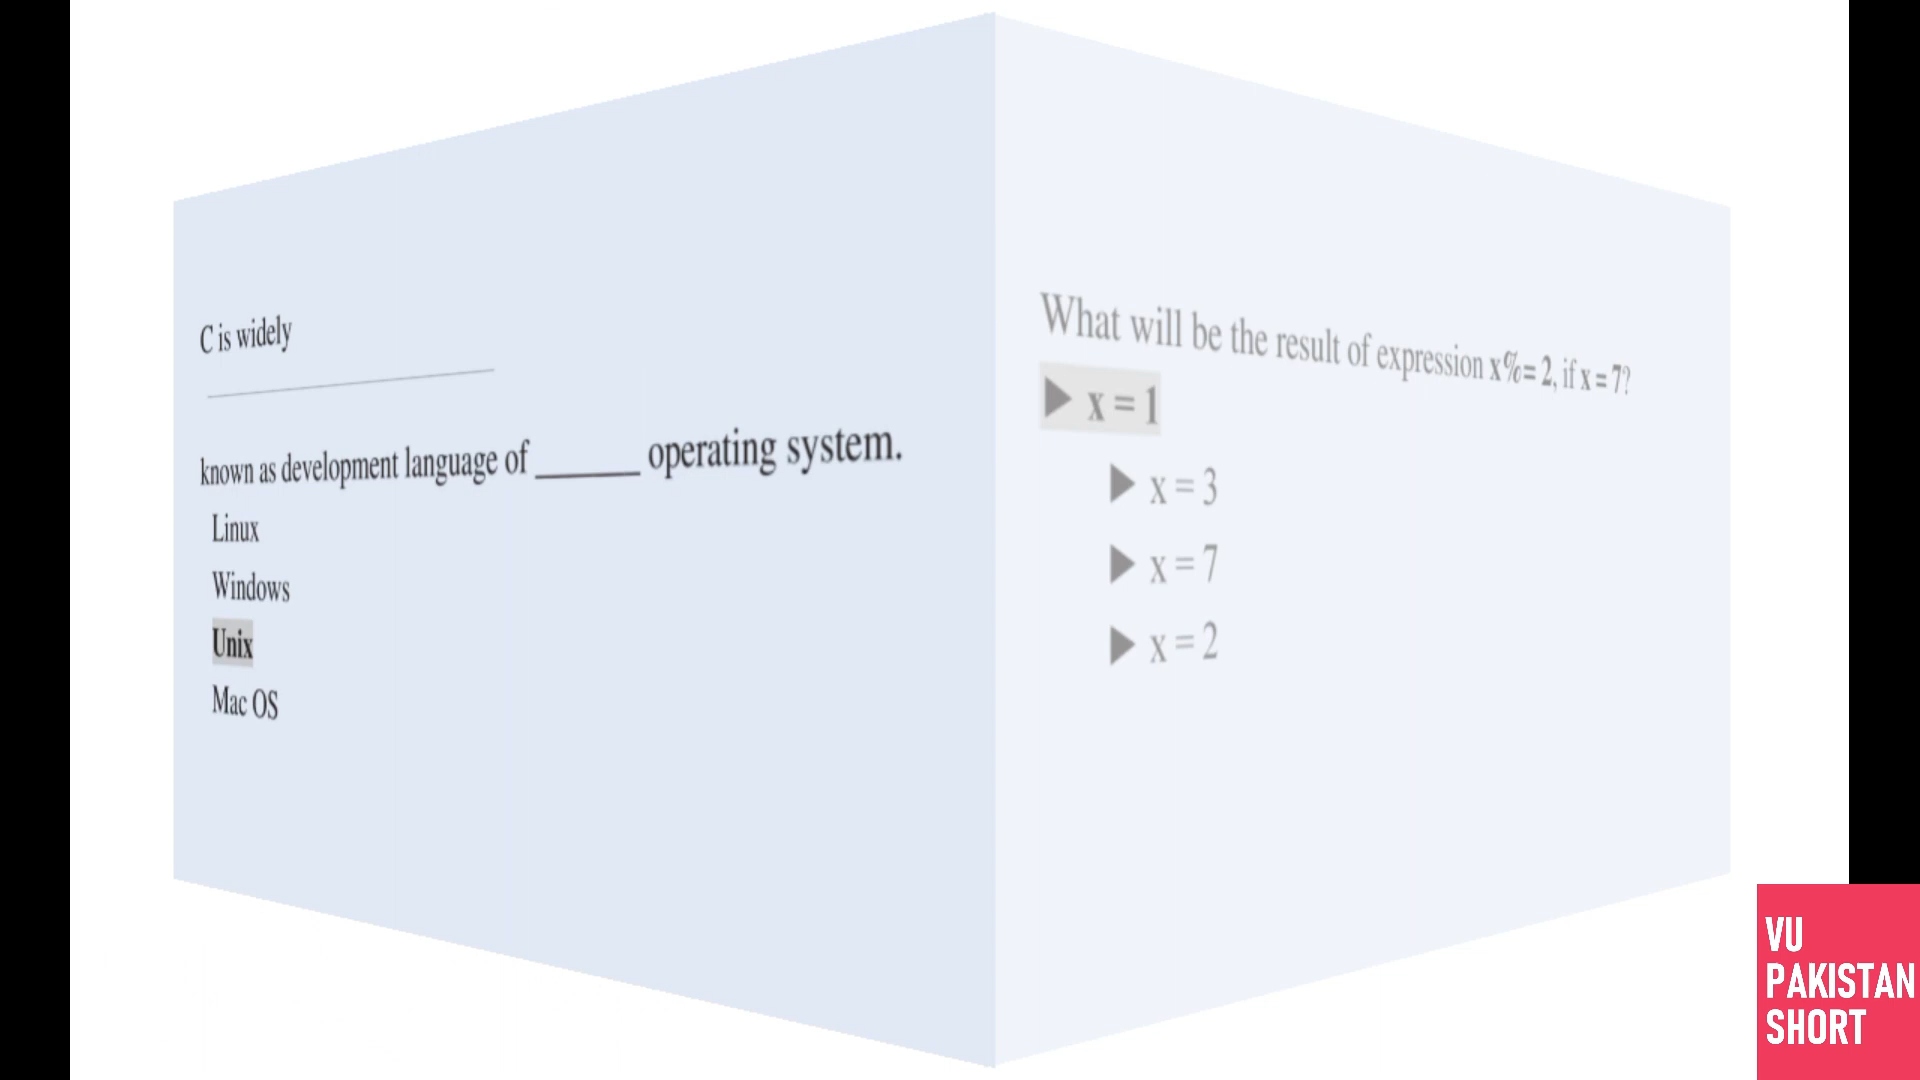 C is widely
known as development language of ______ operating system.
Linux
Windows
Unix
Mac OS
What will be the result of expression x%= 2, if x = 7?
▶ x = 1
▶ x = 3
▶ x = 7
▶ x = 2
VU
PAKISTAN
SHORT